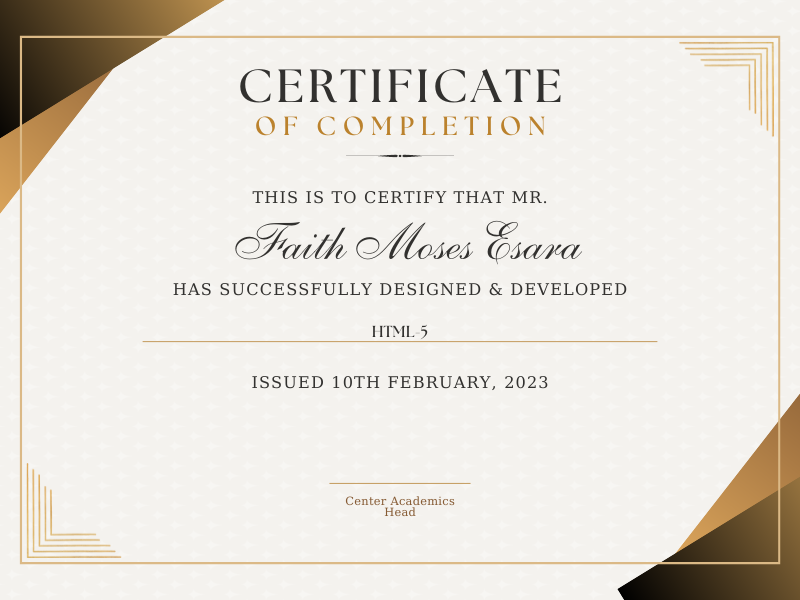 CERTIFICATE
OF COMPLETION
THIS IS TO CERTIFY THAT MR.
Faith Moses Esara
HAS SUCCESSFULLY DESIGNED & DEVELOPED
HTML-5
ISSUED 10TH FEBRUARY, 2023
Center Academics
Head